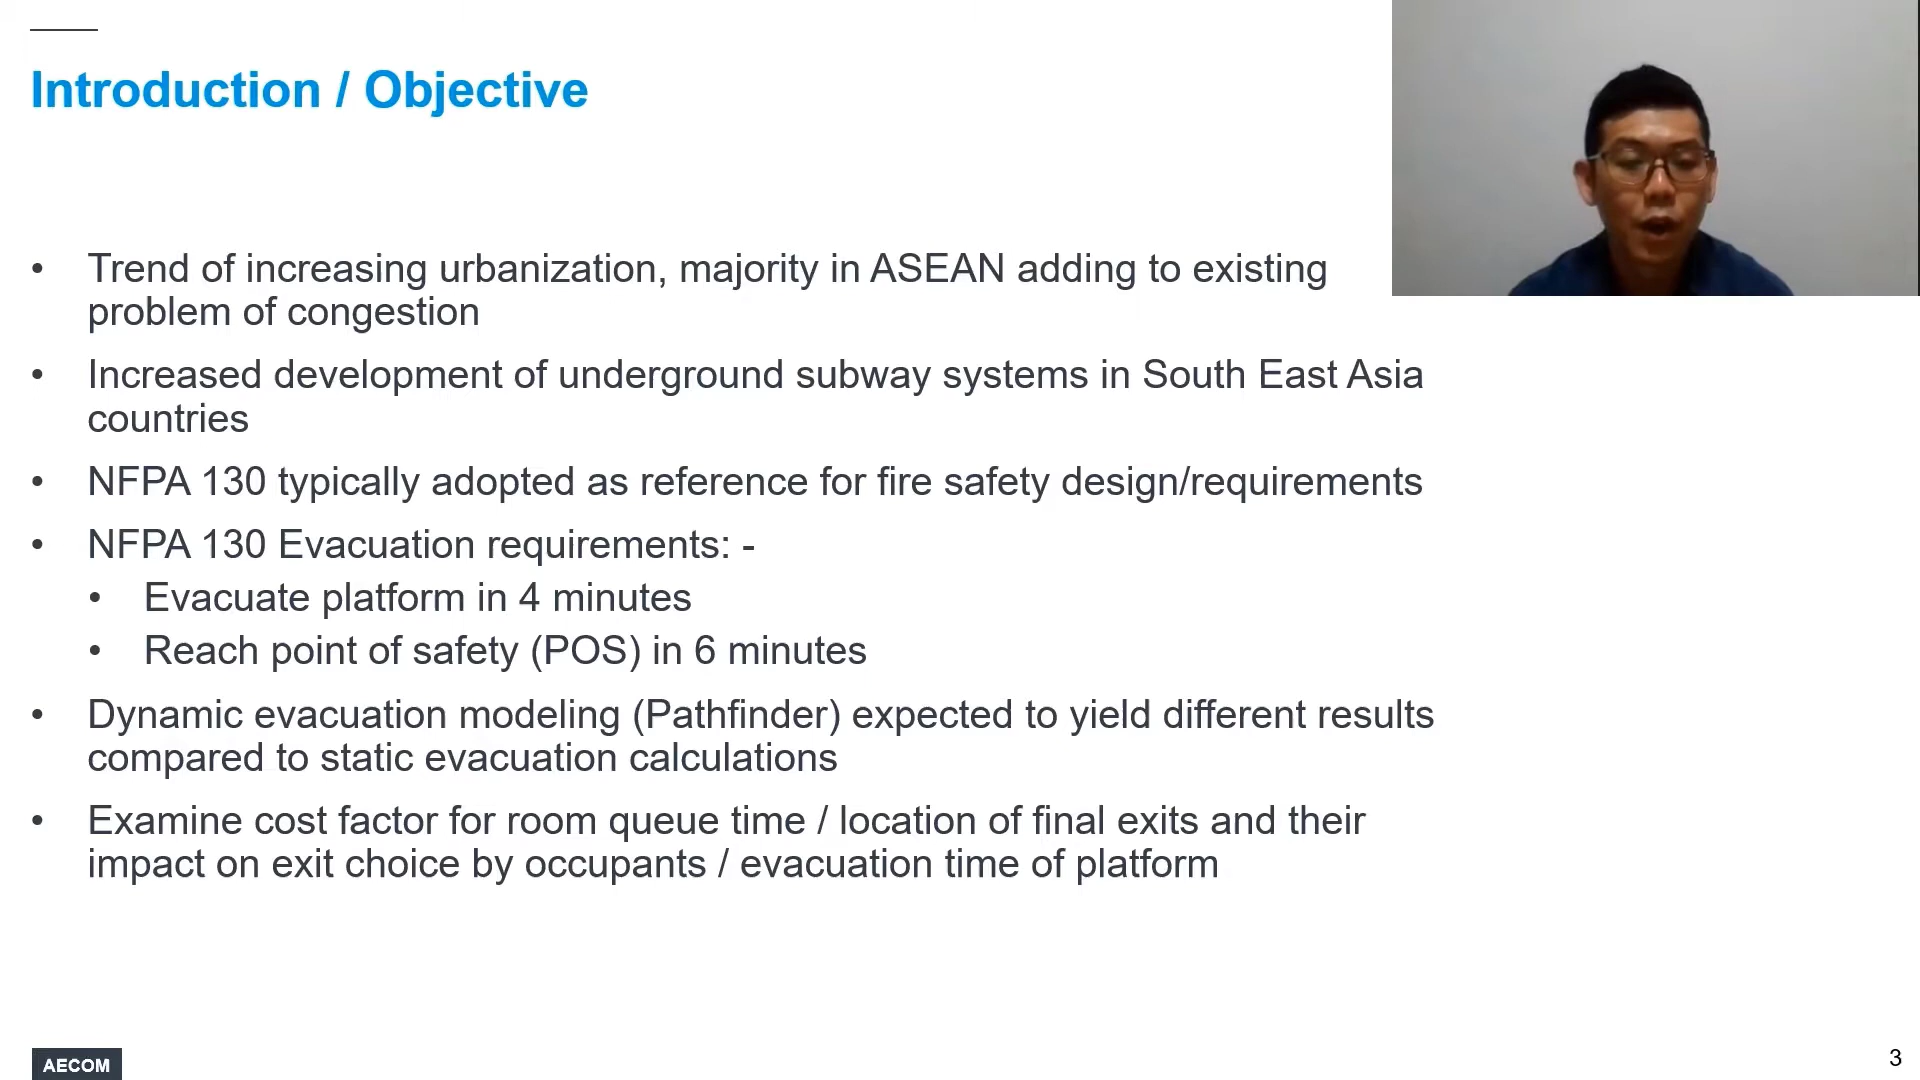 Introduction / Objective
• Trend of increasing urbanization, majority in ASEAN adding to existing
problem of congestion
• Increased development of underground subway systems in South East Asia
countries
• NFPA 130 typically adopted as reference for fire safety design/requirements
• NFPA 130 Evacuation requirements: -
• Evacuate platform in 4 minutes
• Reach point of safety (POS) in 6 minutes
• Dynamic evacuation modeling (Pathfinder) expected to yield different results
compared to static evacuation calculations
• Examine cost factor for room queue time / location of final exits and their
impact on exit choice by occupants / evacuation time of platform
AECOM
3